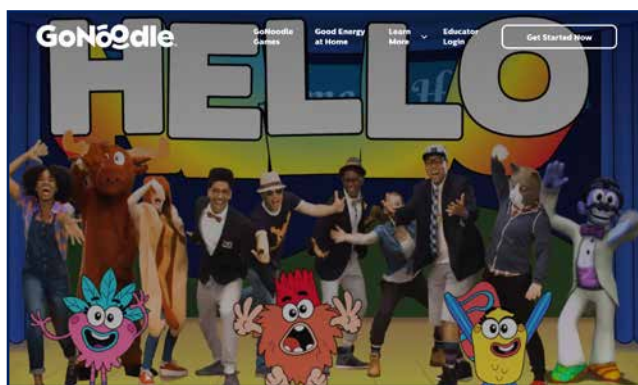 GoNoodle
GoNoodle Games
Good Energy at Home
Learn More
Educator Login
Get Started Now
HELLO